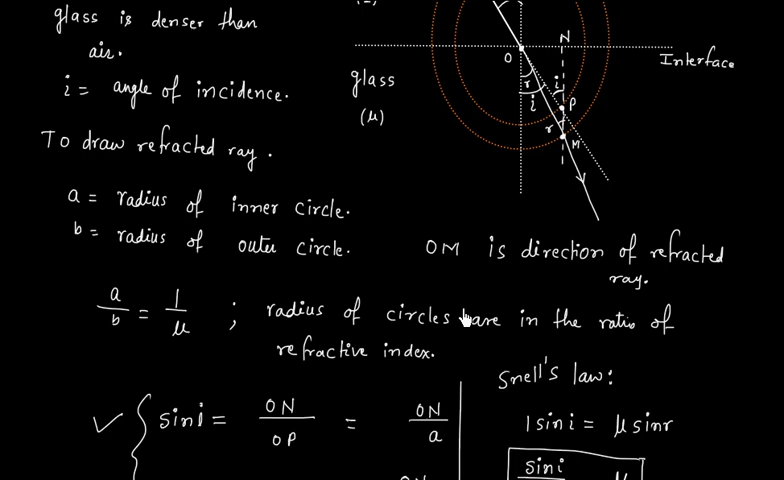 glass is denser than
air.
i = angle of incidence.
To draw refracted ray.
a = radius of inner circle.
b = radius of outer circle.
a/b = 1/μ ; radius of circles are in the ratio of
refractive index.
sin i = ON/OP = ON/a
O
N
Interface
glass
(μ)
r
i
i
P
r
M
OM is direction of refracted
ray.
Snell's law:
1 sin i = μ sin r
sin i
μ